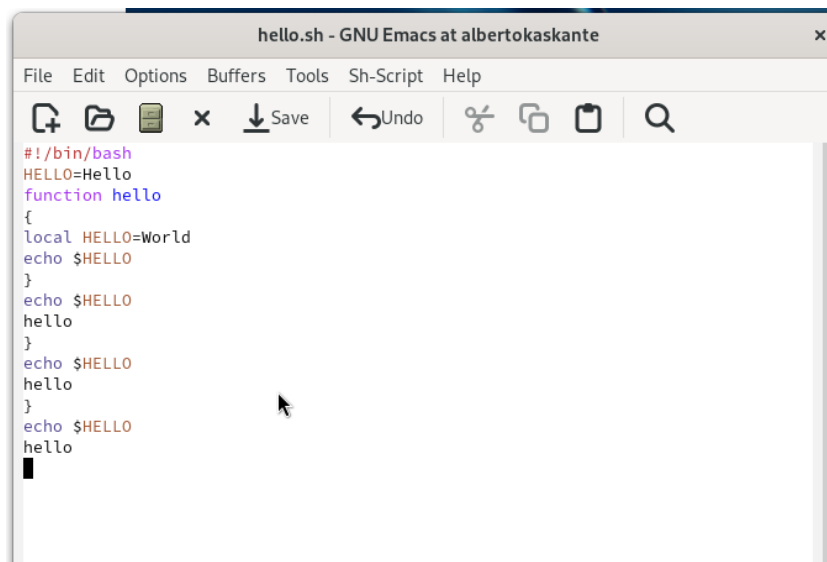 hello.sh - GNU Emacs at albertokaskante
File Edit Options Buffers Tools Sh-Script Help
Save Undo
#!/bin/bash
HELLO=Hello
function hello
{
local HELLO=World
echo $HELLO
}
echo $HELLO
hello
}
echo $HELLO
hello
}
echo $HELLO
hello